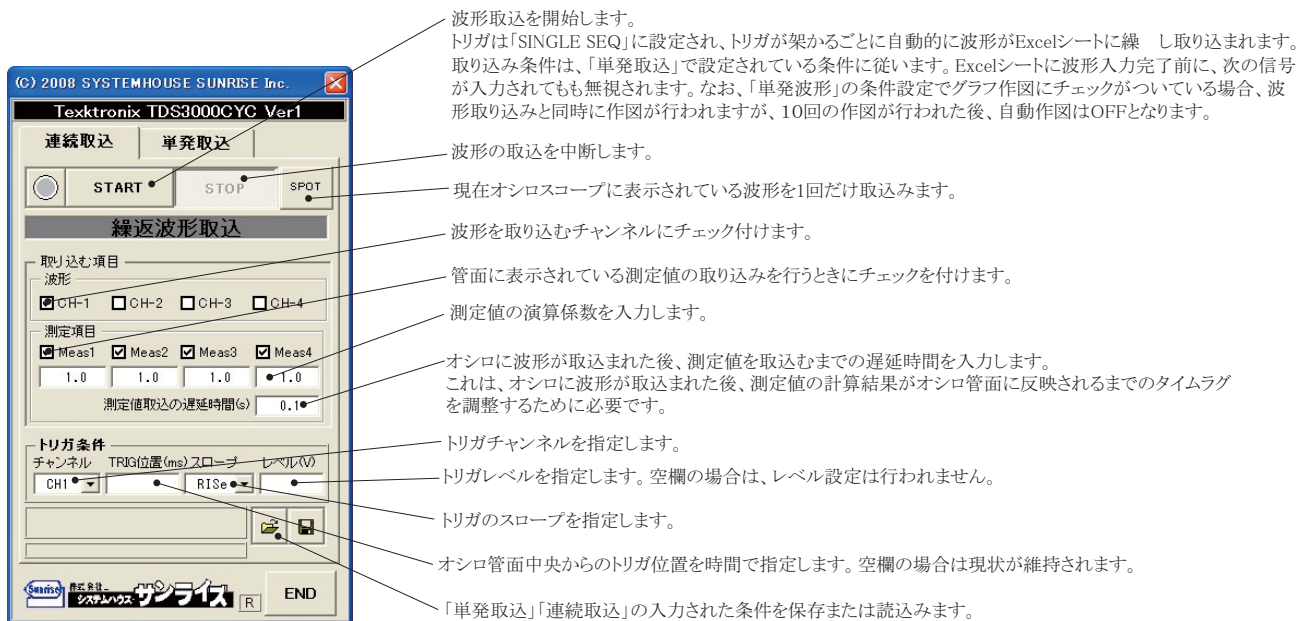 波形取込を開始します。
トリガは「SINGLE SEQ」に設定され、トリガが架かるごとに自動的に波形がExcelシートに繰　し取り込まれます。
取り込み条件は、「単発取込」で設定されている条件に従います。Excelシートに波形入力完了前に、次の信号
が入力されてもも無視されます。なお、「単発波形」の条件設定でグラフ作図にチェックがついている場合、波
形取り込みと同時に作図が行われますが、10回の作図が行われた後、自動作図はOFFとなります。
波形の取込を中断します。
現在オシロスコープに表示されている波形を1回だけ取込みます。
波形を取り込むチャンネルにチェック付けます。
管面に表示されている測定値の取り込みを行うときにチェックを付けます。
測定値の演算係数を入力します。
オシロに波形が取込まれた後、測定値を取込むまでの遅延時間を入力します。
これは、オシロに波形が取込まれた後、測定値の計算結果がオシロ管面に反映されるまでのタイムラグ
を調整するために必要です。
トリガチャンネルを指定します。
トリガレベルを指定します。空欄の場合は、レベル設定は行われません。
トリガのスロープを指定します。
オシロ管面中央からのトリガ位置を時間で指定します。空欄の場合は現状が維持されます。
「単発取込」「連続取込」の入力された条件を保存または読込みます。
(C) 2008 SYSTEMHOUSE SUNRISE Inc.
Texktronix TDS3000CYC Ver1
連続取込 単発取込
START STOP SPOT
繰返波形取込
取り込む項目
波形
CH-1 CH-2 CH-3 CH-4
測定項目
Meas1 Meas2 Meas3 Meas4
1.0 1.0 1.0 1.0
測定値取込の遅延時間(s) 0.1
トリガ条件
チャンネル TRIG位置(ms) スロープ レベル(V)
CH1 RISe
Sunrise 株式会社 システムハウス サンライズ R END